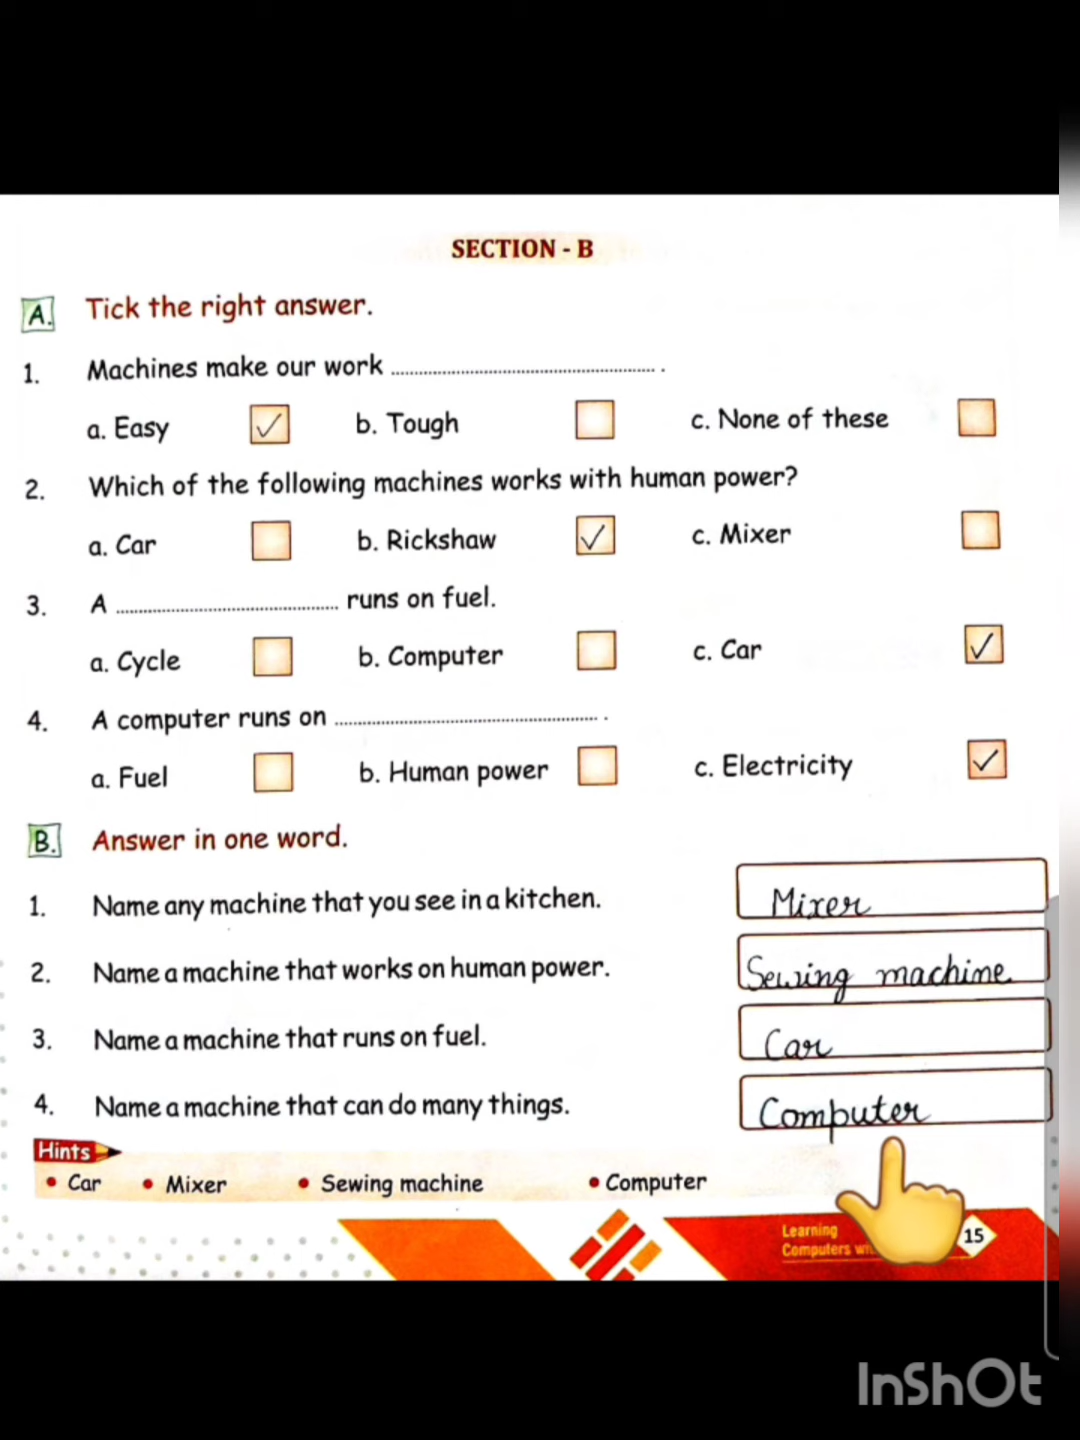 SECTION - B
A. Tick the right answer.
1. Machines make our work ........................................ .
a. Easy ✓ b. Tough c. None of these
2. Which of the following machines works with human power?
a. Car b. Rickshaw ✓ c. Mixer
3. A ........................................ runs on fuel.
a. Cycle b. Computer c. Car ✓
4. A computer runs on ........................................ .
a. Fuel b. Human power c. Electricity ✓
B. Answer in one word.
1. Name any machine that you see in a kitchen. Mixer
2. Name a machine that works on human power. Sewing machine
3. Name a machine that runs on fuel. Car
4. Name a machine that can do many things. Computer
Hints
• Car • Mixer • Sewing machine • Computer
Learning
Computers
15
InShOt